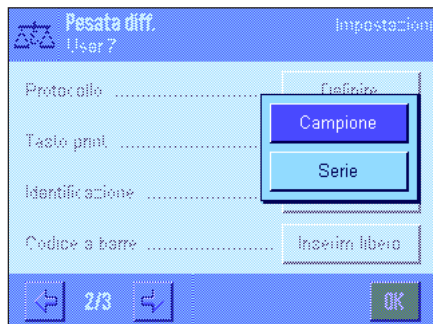 Pesata diff.
Impostazioni
User 7
Protocollo
Definire
Campione
Tasto print
Serie
Identificazione
Codice a barre
Inserim libero
2/3
OK